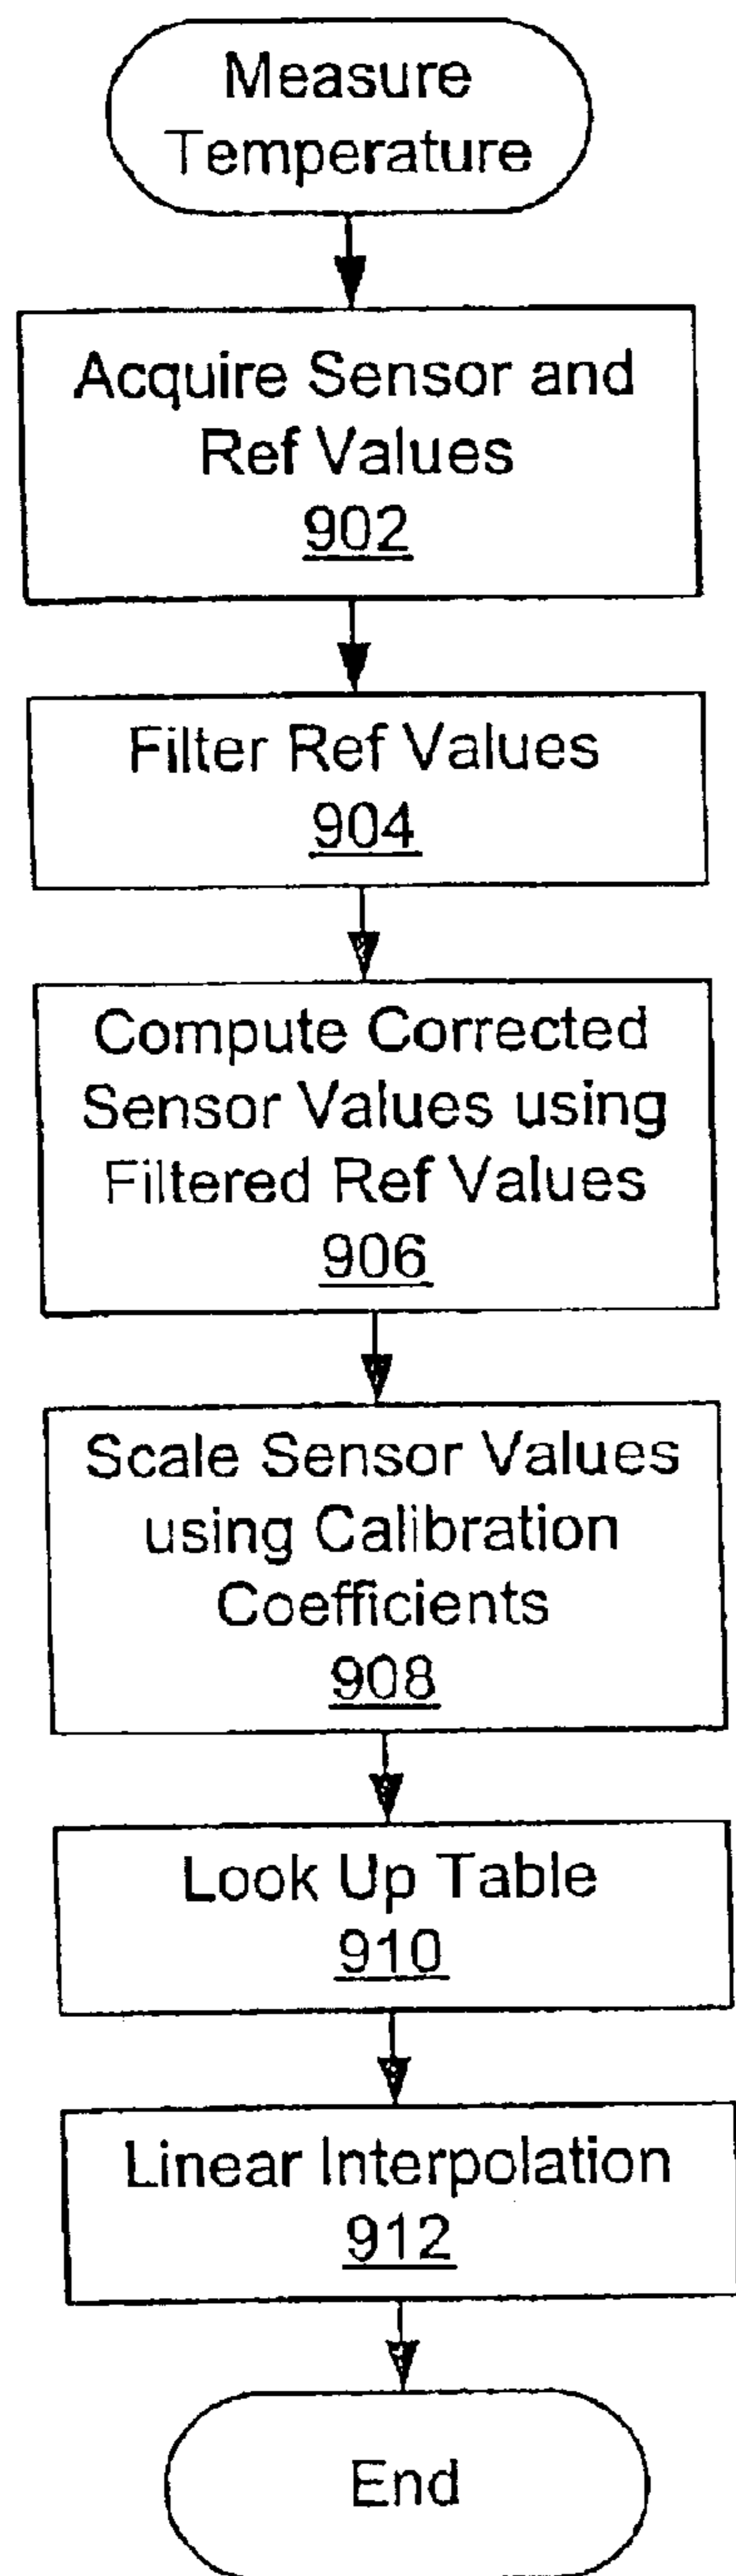 Measure
Temperature
Acquire Sensor and
Ref Values
902
Filter Ref Values
904
Compute Corrected
Sensor Values using
Filtered Ref Values
906
Scale Sensor Values
using Calibration
Coefficients
908
Look Up Table
910
Linear Interpolation
912
End